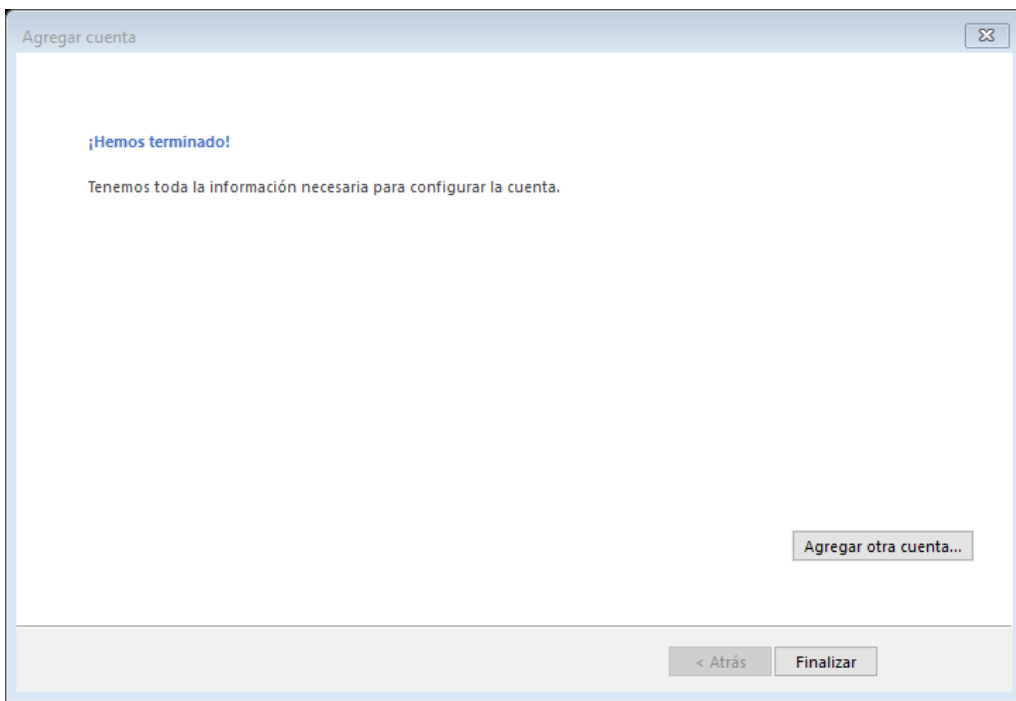 Agregar cuenta
¡Hemos terminado!
Tenemos toda la información necesaria para configurar la cuenta.
Agregar otra cuenta...
< Atrás
Finalizar